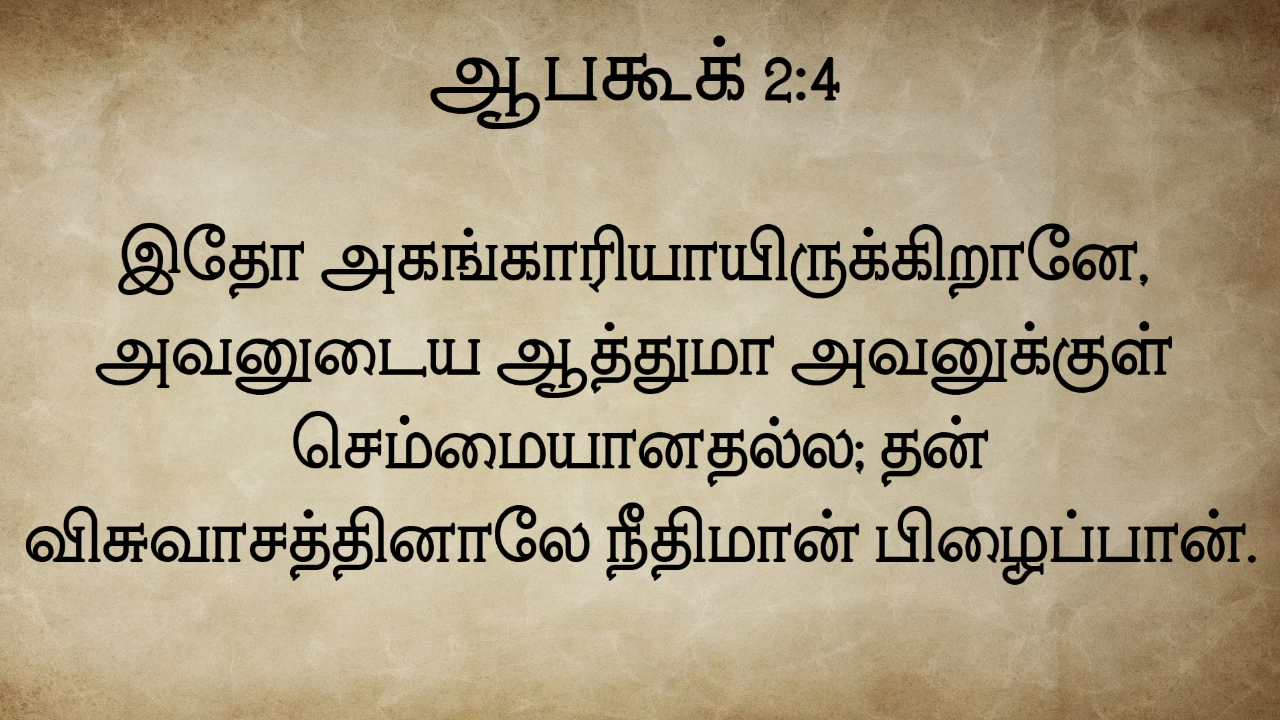 ஆபகூக் 2:4
இதோ அகங்காரியாயிருக்கிறானே,
அவனுடைய ஆத்துமா அவனுக்குள்
செம்மையானதல்ல; தன்
விசுவாசத்தினாலே நீதிமான் பிழைப்பான்.